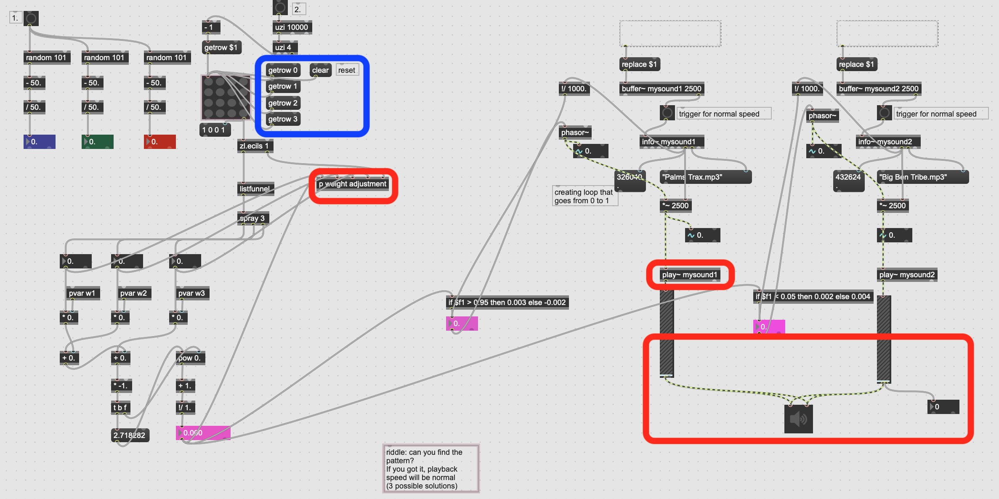 1.
2.
- 1
uzi 10000
getrow $1
uzi 4
random 101
random 101
random 101
- 50.
- 50.
- 50.
/ 50.
/ 50.
/ 50.
0.
0.
0.
getrow 0
clear
reset
getrow 1
getrow 2
getrow 3
1 0 0 1
zl.ecils 1
p weight adjustment
listfunnel
spray 3
0.
0.
0.
pvar w1
pvar w2
pvar w3
* 0.
* 0.
* 0.
+ 0.
+ 0.
pow 0.
* -1.
+ 1.
t b f
!/ 1.
2.718282
0.000
riddle: can you find the
pattern?
If you got it, playback
speed will be normal
(3 possible solutions)
if $f1 > 0.95 then 0.003 else -0.002
0.
replace $1
!/ 1000.
buffer~ mysound1 2500
trigger for normal speed
phasor~
info~ mysound1
0.
326040
.
"Palms Trax.mp3"
creating loop that
goes from 0 to 1
*~ 2500
0.
play~ mysound1
replace $1
!/ 1000.
buffer~ mysound2 2500
phasor~
trigger for normal speed
info~ mysound2
0.
432624
.
"Big Ben Tribe.mp3"
*~ 2500
0.
play~ mysound2
if $f1 < 0.05 then 0.002 else 0.004
0.
0